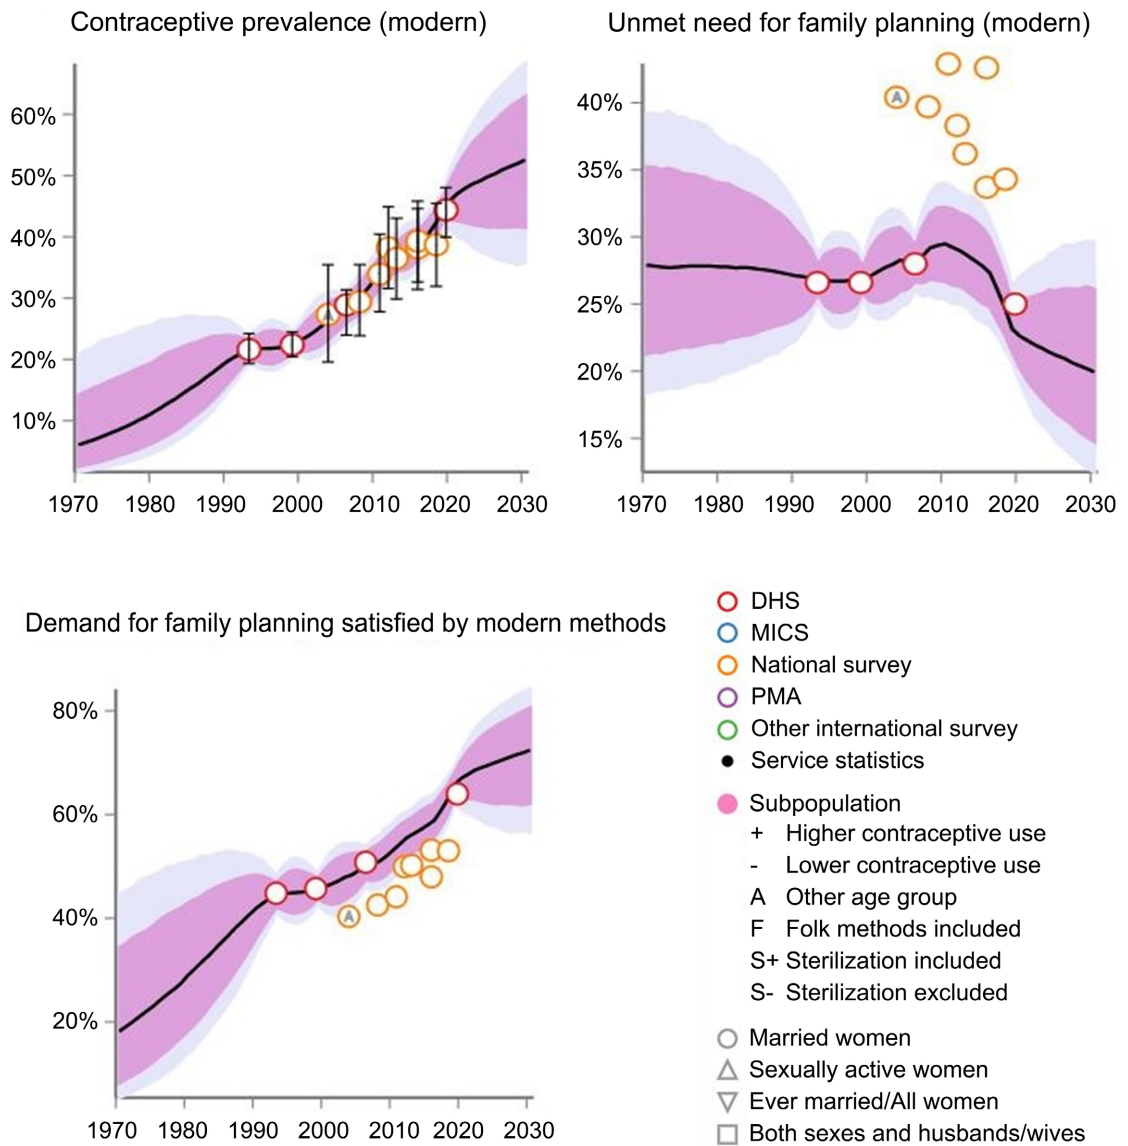 Contraceptive prevalence (modern)
60%
50%
40%
30%
20%
10%
1970 1980 1990 2000 2010 2020 2030
Unmet need for family planning (modern)
40%
35%
30%
25%
20%
15%
A
1970 1980 1990 2000 2010 2020 2030
Demand for family planning satisfied by modern methods
80%
60%
40%
20%
A
1970 1980 1990 2000 2010 2020 2030
DHS
MICS
National survey
PMA
Other international survey
Service statistics
Subpopulation
+ Higher contraceptive use
- Lower contraceptive use
A Other age group
F Folk methods included
S+ Sterilization included
S- Sterilization excluded
Married women
Sexually active women
Ever married/All women
Both sexes and husbands/wives